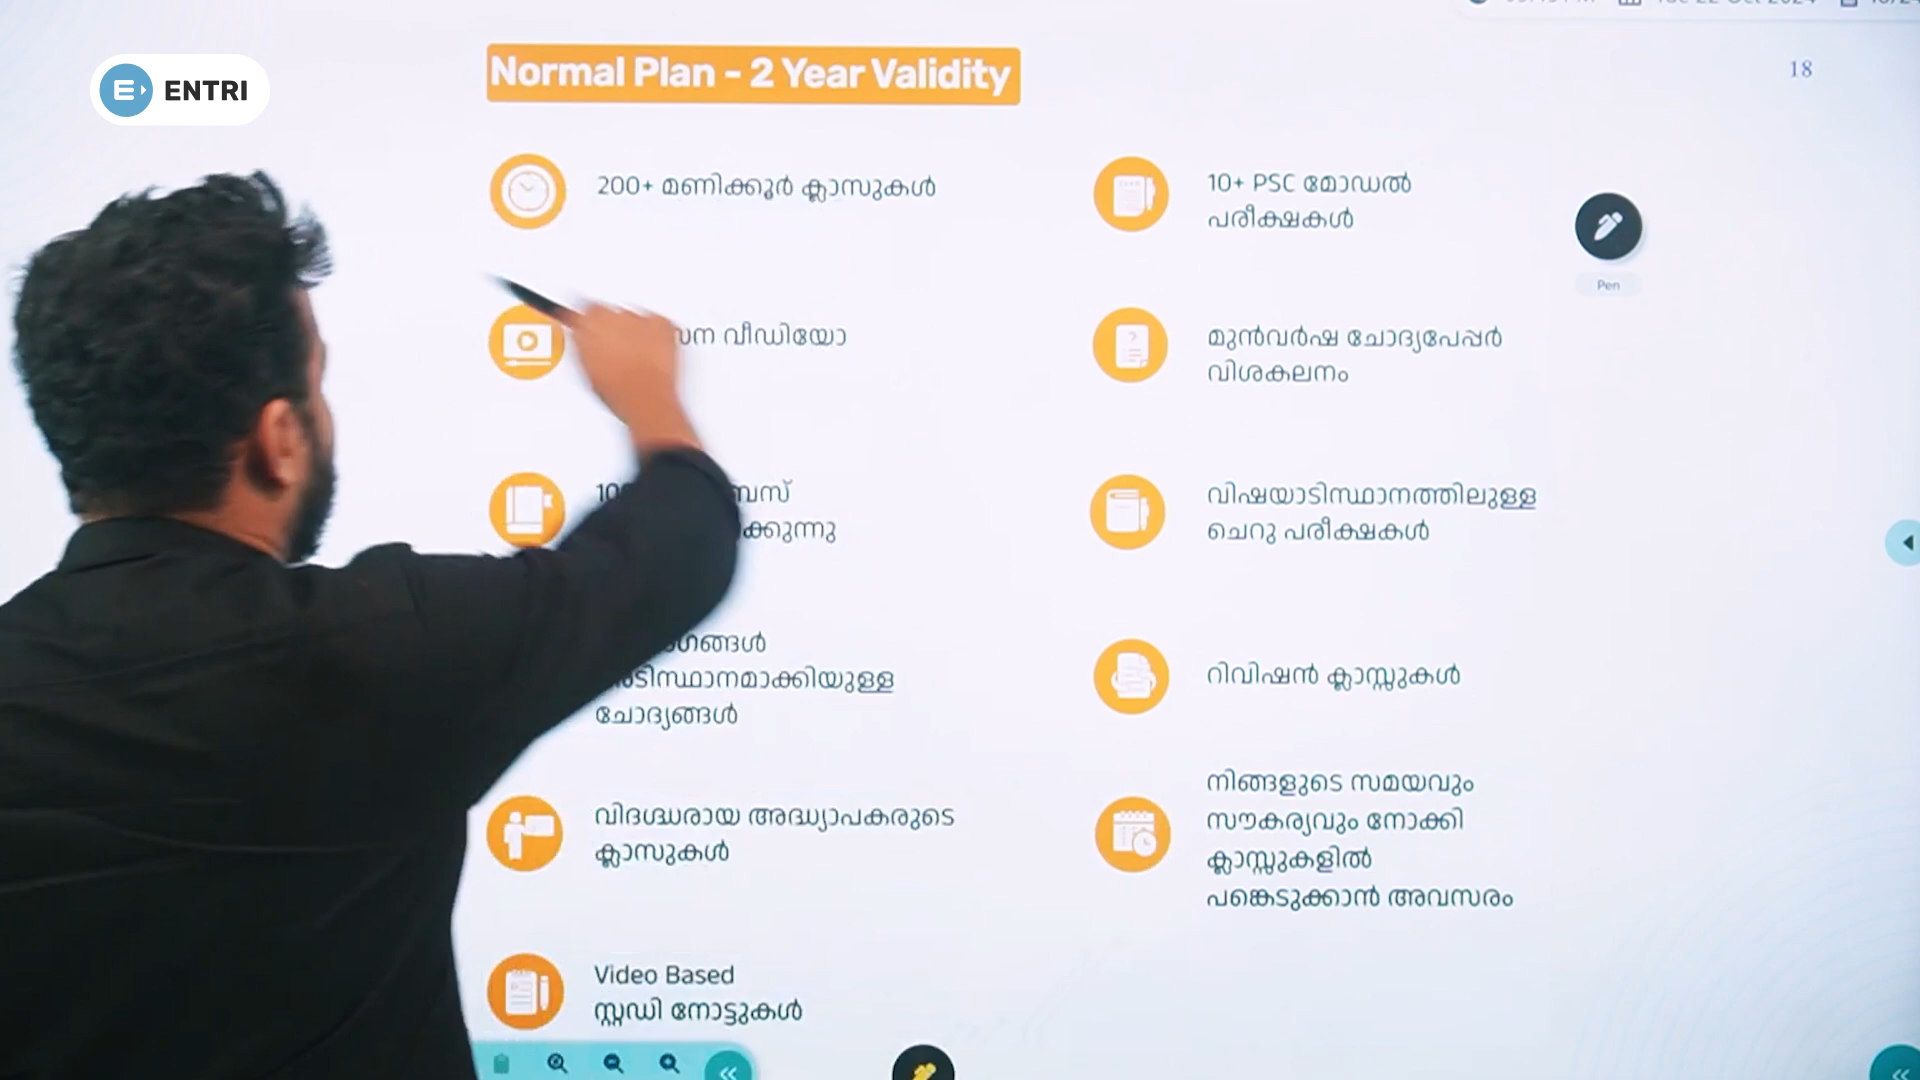 ENTRI
Normal Plan - 2 Year Validity
18
200+ മണിക്കൂർ ക്ലാസുകൾ
വീഡിയോ
അടിസ്ഥാനമാക്കിയുള്ള
ചോദ്യങ്ങൾ
വിദഗ്ധരായ അദ്ധ്യാപകരുടെ
ക്ലാസുകൾ
Video Based
സ്റ്റഡി നോട്ടുകൾ
10+ PSC മോഡൽ
പരീക്ഷകൾ
മുൻവർഷ ചോദ്യപേപ്പർ
വിശകലനം
വിഷയാടിസ്ഥാനത്തിലുള്ള
ചെറു പരീക്ഷകൾ
റിവിഷൻ ക്ലാസ്സുകൾ
നിങ്ങളുടെ സമയവും
സൗകര്യവും നോക്കി
ക്ലാസ്സുകളിൽ
പങ്കെടുക്കാൻ അവസരം
Pen